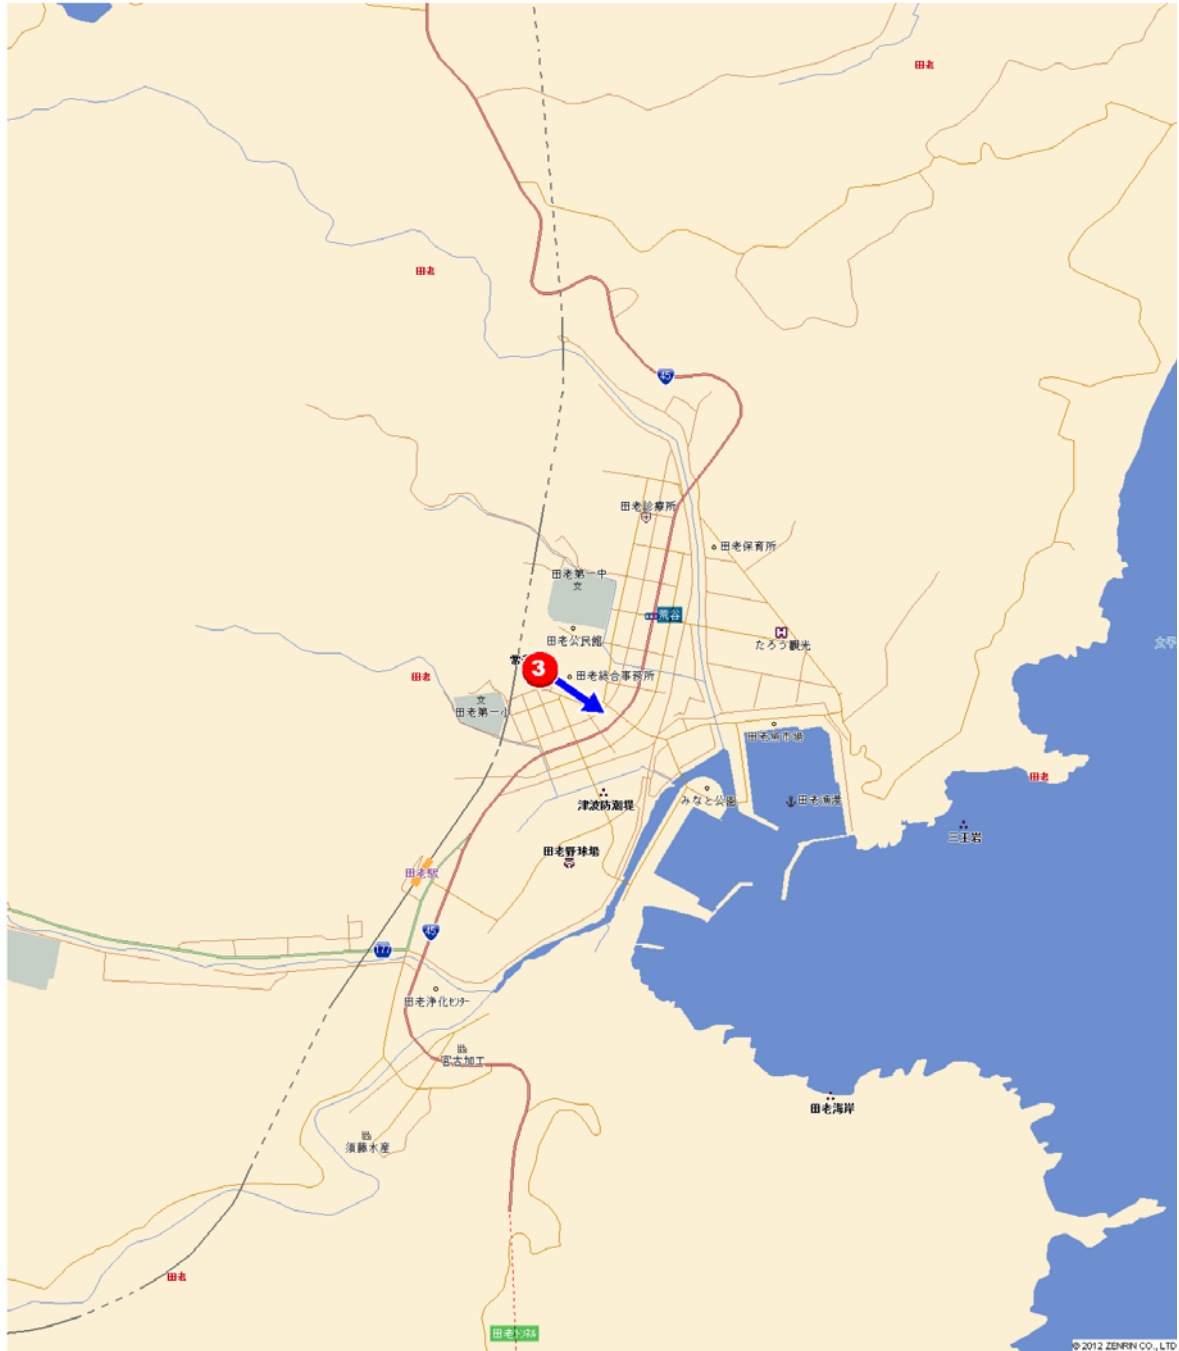 田老
田老
45
田老診療所
田老保育所
田老第一中
文
荒谷
田老公民館
たろう観光
3
田老総合事務所
田老
文
田老第一小
田老魚市場
田老
みなと公園
田老漁港
津波防潮堤
三王岩
田老野球場
田老駅
45
177
田老浄化センター
宮古加工
田老海岸
須藤水産
田老
田老トンネル
© 2012 ZENRIN CO., LTD